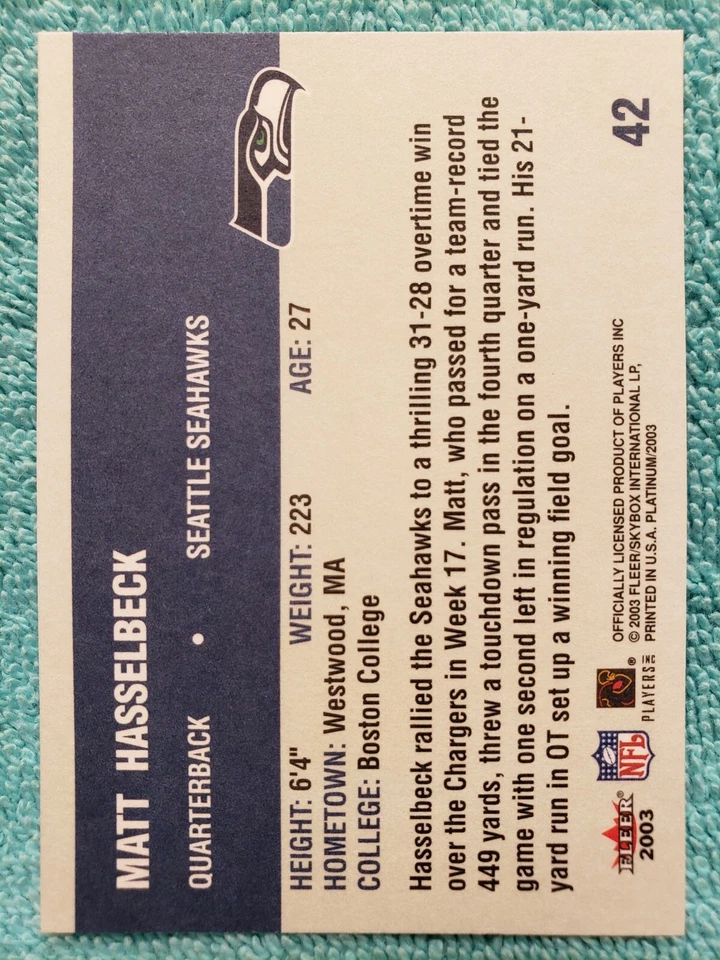 MATT HASSELBECK
QUARTERBACK • SEATTLE SEAHAWKS
HEIGHT: 6'4" WEIGHT: 223 AGE: 27
HOMETOWN: Westwood, MA
COLLEGE: Boston College
Hasselbeck rallied the Seahawks to a thrilling 31-28 overtime win
over the Chargers in Week 17. Matt, who passed for a team-record
449 yards, threw a touchdown pass in the fourth quarter and tied the
game with one second left in regulation on a one-yard run. His 21-
yard run in OT set up a winning field goal.
FLEER®
2003
NFL
®
PLAYERS INC
OFFICIALLY LICENSED PRODUCT OF PLAYERS INC
© 2003 FLEER/SKYBOX INTERNATIONAL LP,
PRINTED IN U.S.A. PLATINUM/2003
42